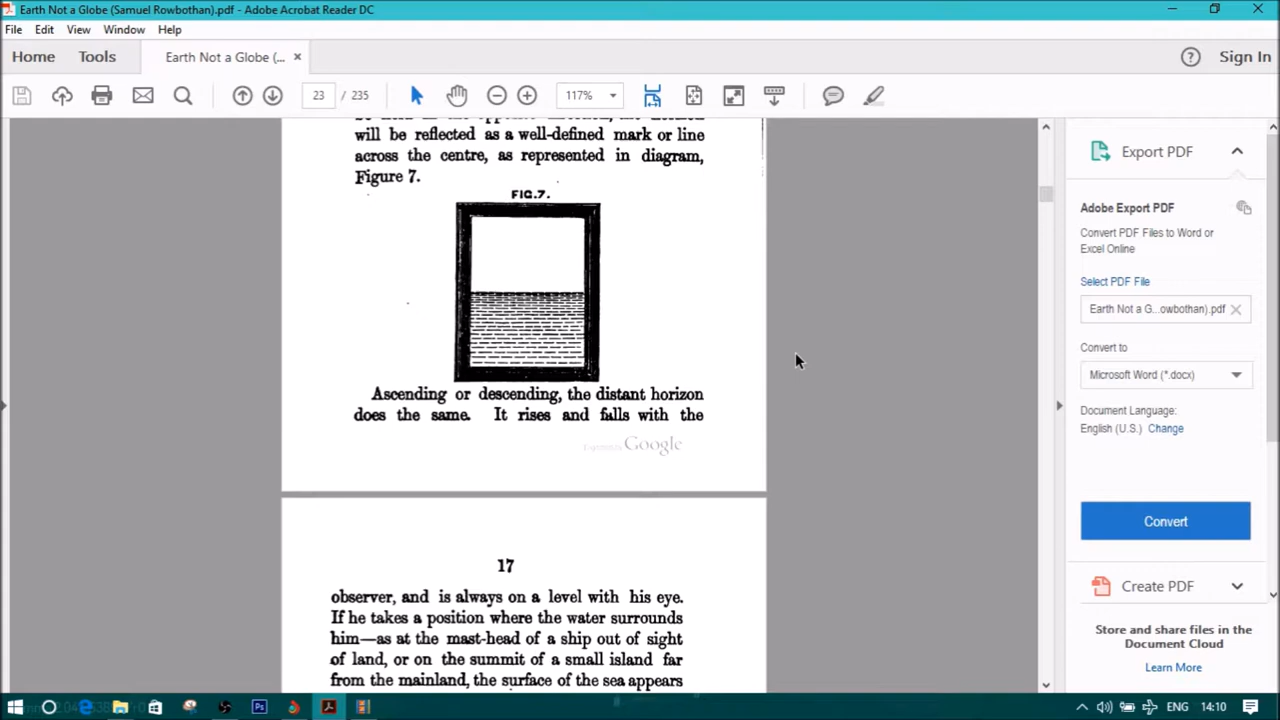 Earth Not a Globe (Samuel Rowbothan).pdf - Adobe Acrobat Reader DC
File Edit View Window Help
Home Tools Earth Not a Globe (... × Sign In
23 / 235 117%
will be reflected as a well-defined mark or line
across the centre, as represented in diagram,
Figure 7.
FIG.7.
Ascending or descending, the distant horizon
does the same. It rises and falls with the
Google
17
observer, and is always on a level with his eye.
If he takes a position where the water surrounds
him—as at the mast-head of a ship out of sight
of land, or on the summit of a small island far
from the mainland, the surface of the sea appears
Export PDF
Adobe Export PDF
Convert PDF Files to Word or
Excel Online
Select PDF File
Earth Not a G...owbothan).pdf
Convert to
Microsoft Word (*.docx)
Document Language:
English (U.S.) Change
Convert
Create PDF
Store and share files in the
Document Cloud
Learn More
ENG 14:10